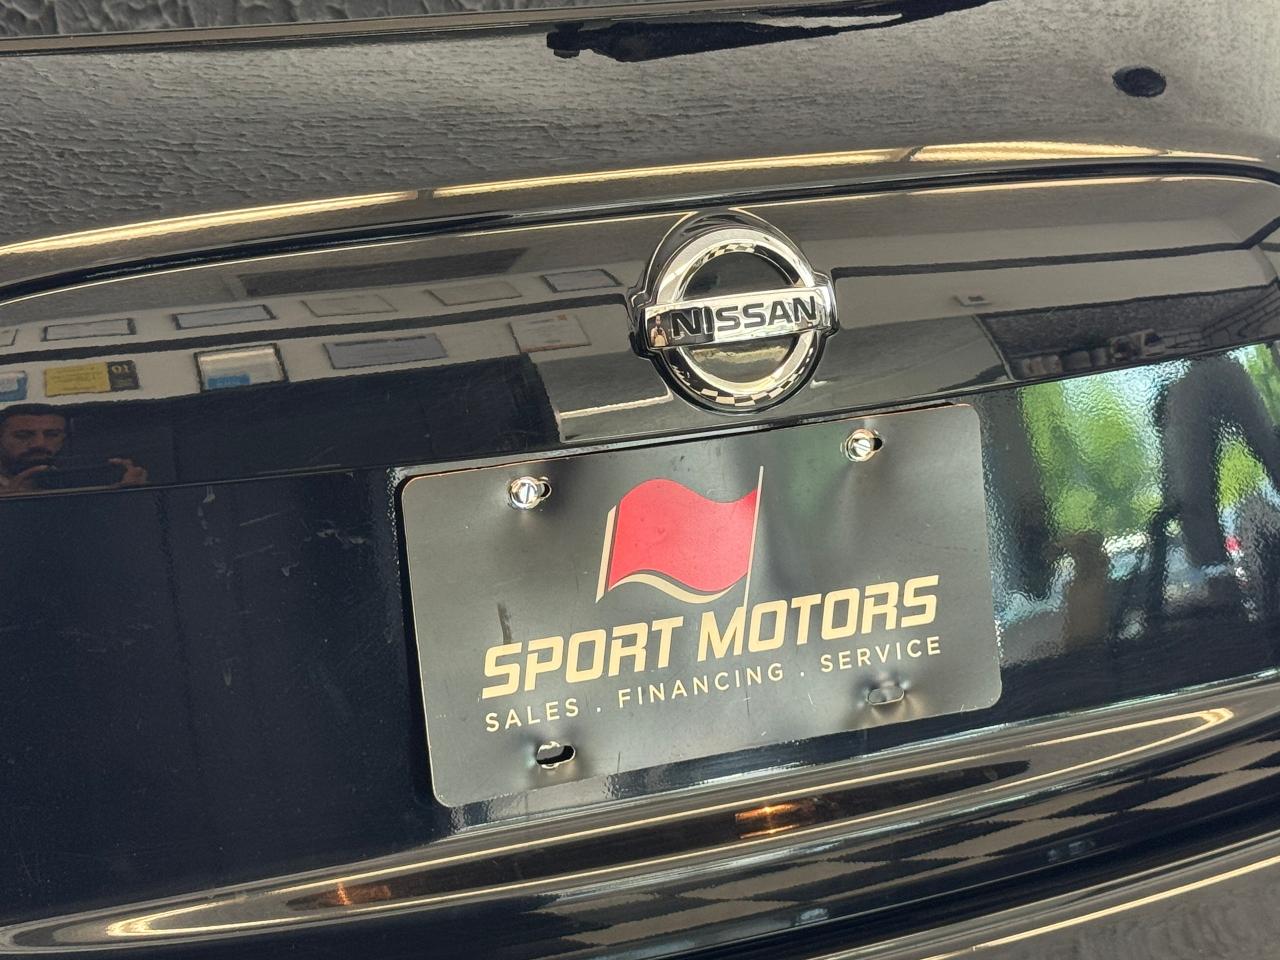 NISSAN
SPORT MOTORS
SALES . FINANCING . SERVICE